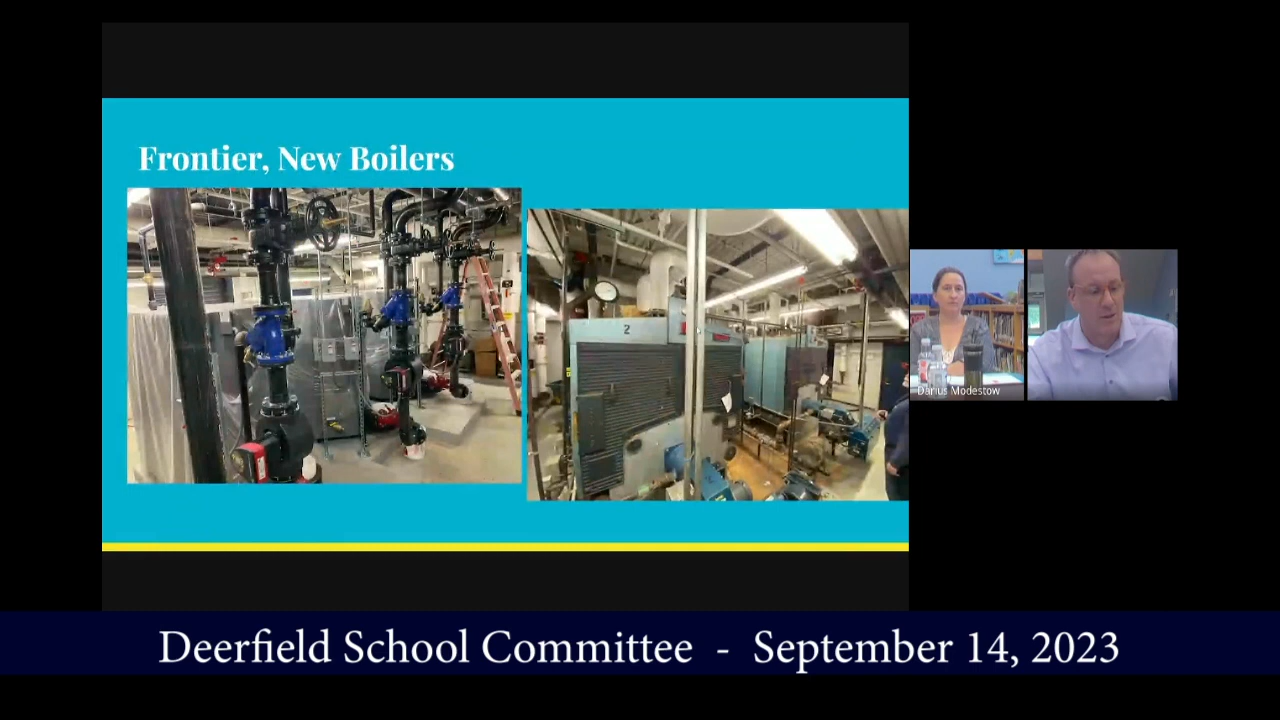 Frontier, New Boilers
2
Darius Modestow
Deerfield School Committee - September 14, 2023